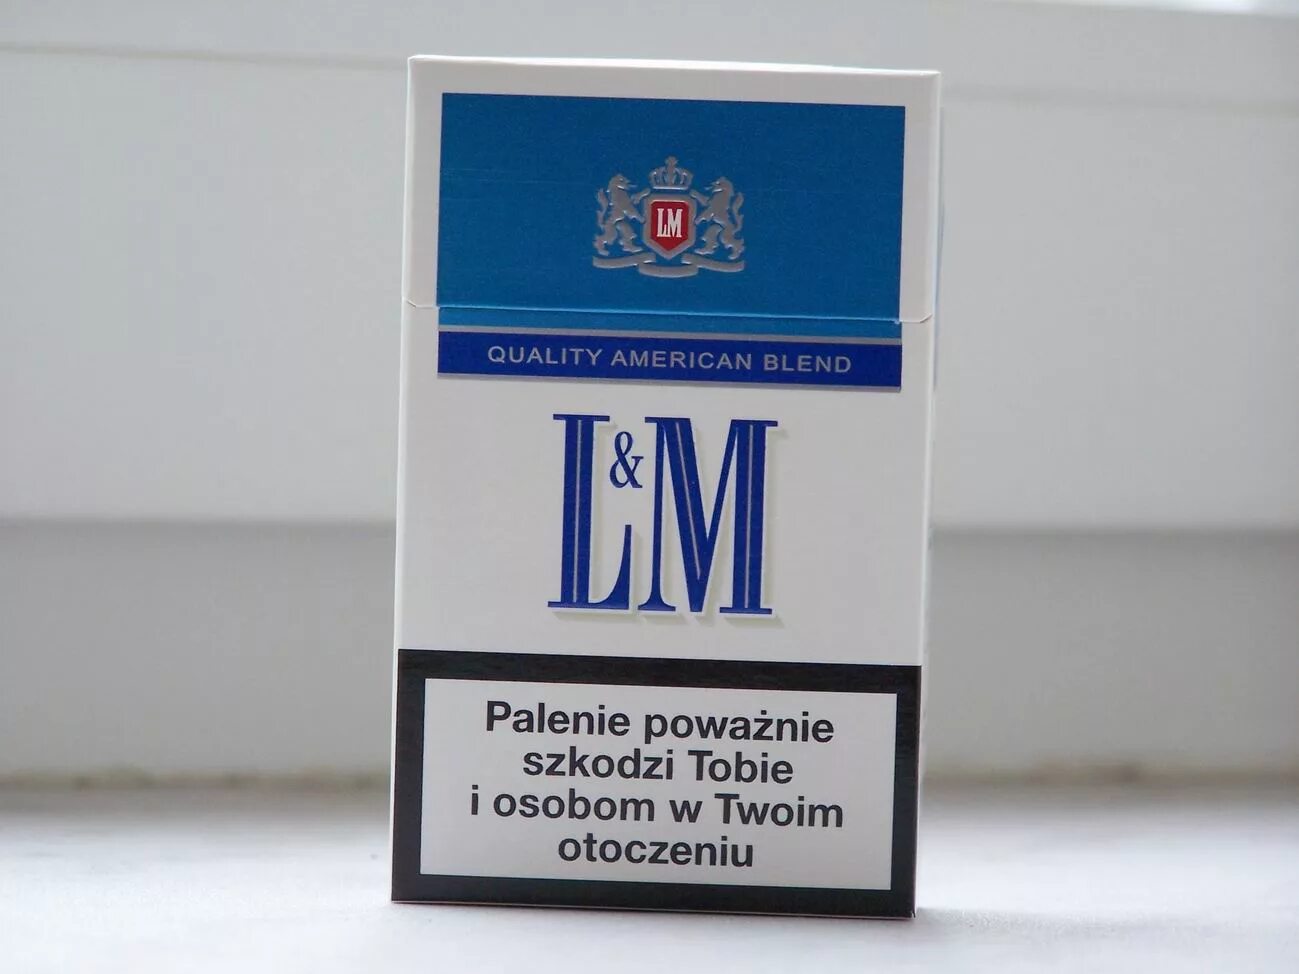 LM
QUALITY AMERICAN BLEND
L&M
Palenie poważnie
szkodzi Tobie
i osobom w Twoim
otoczeniu